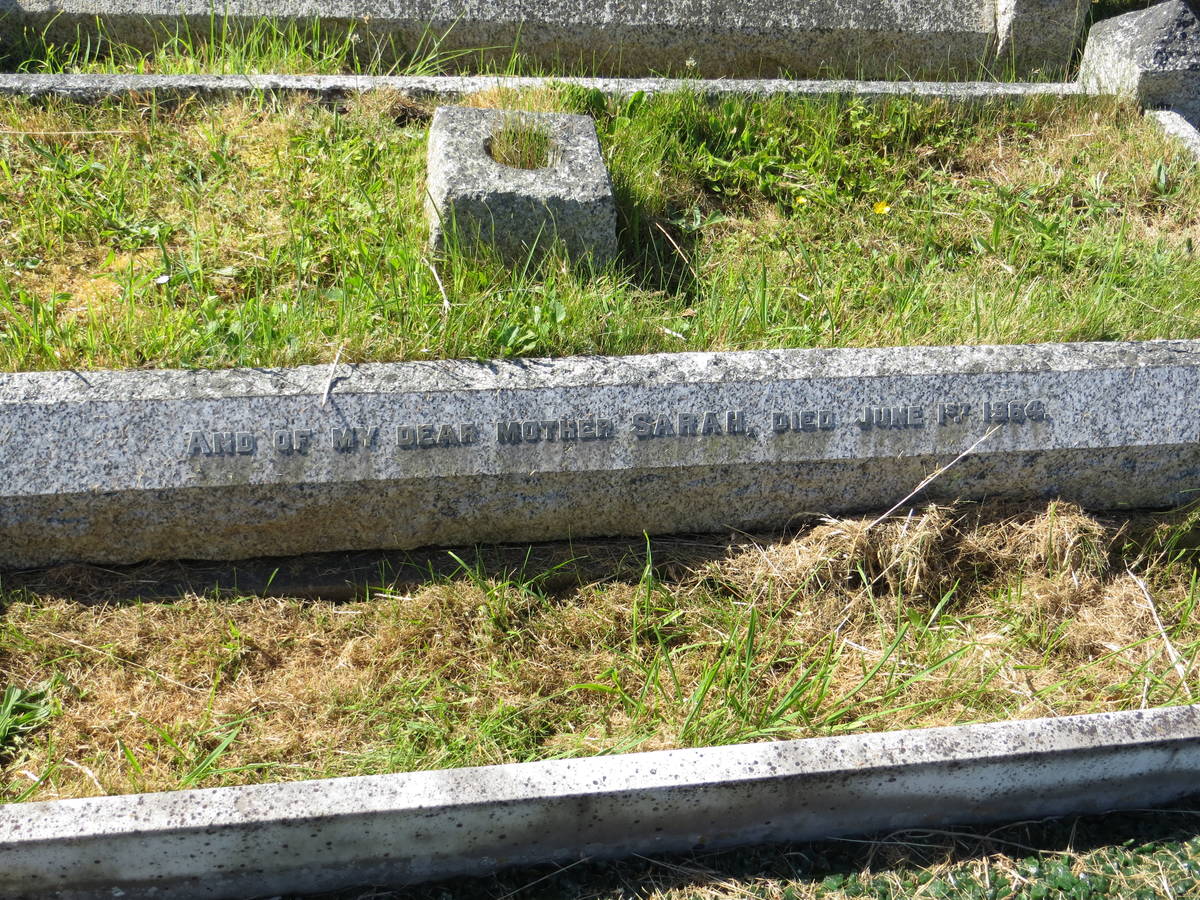 AND OF MY DEAR MOTHER SARAH, DIED JUNE 1ST 1964.